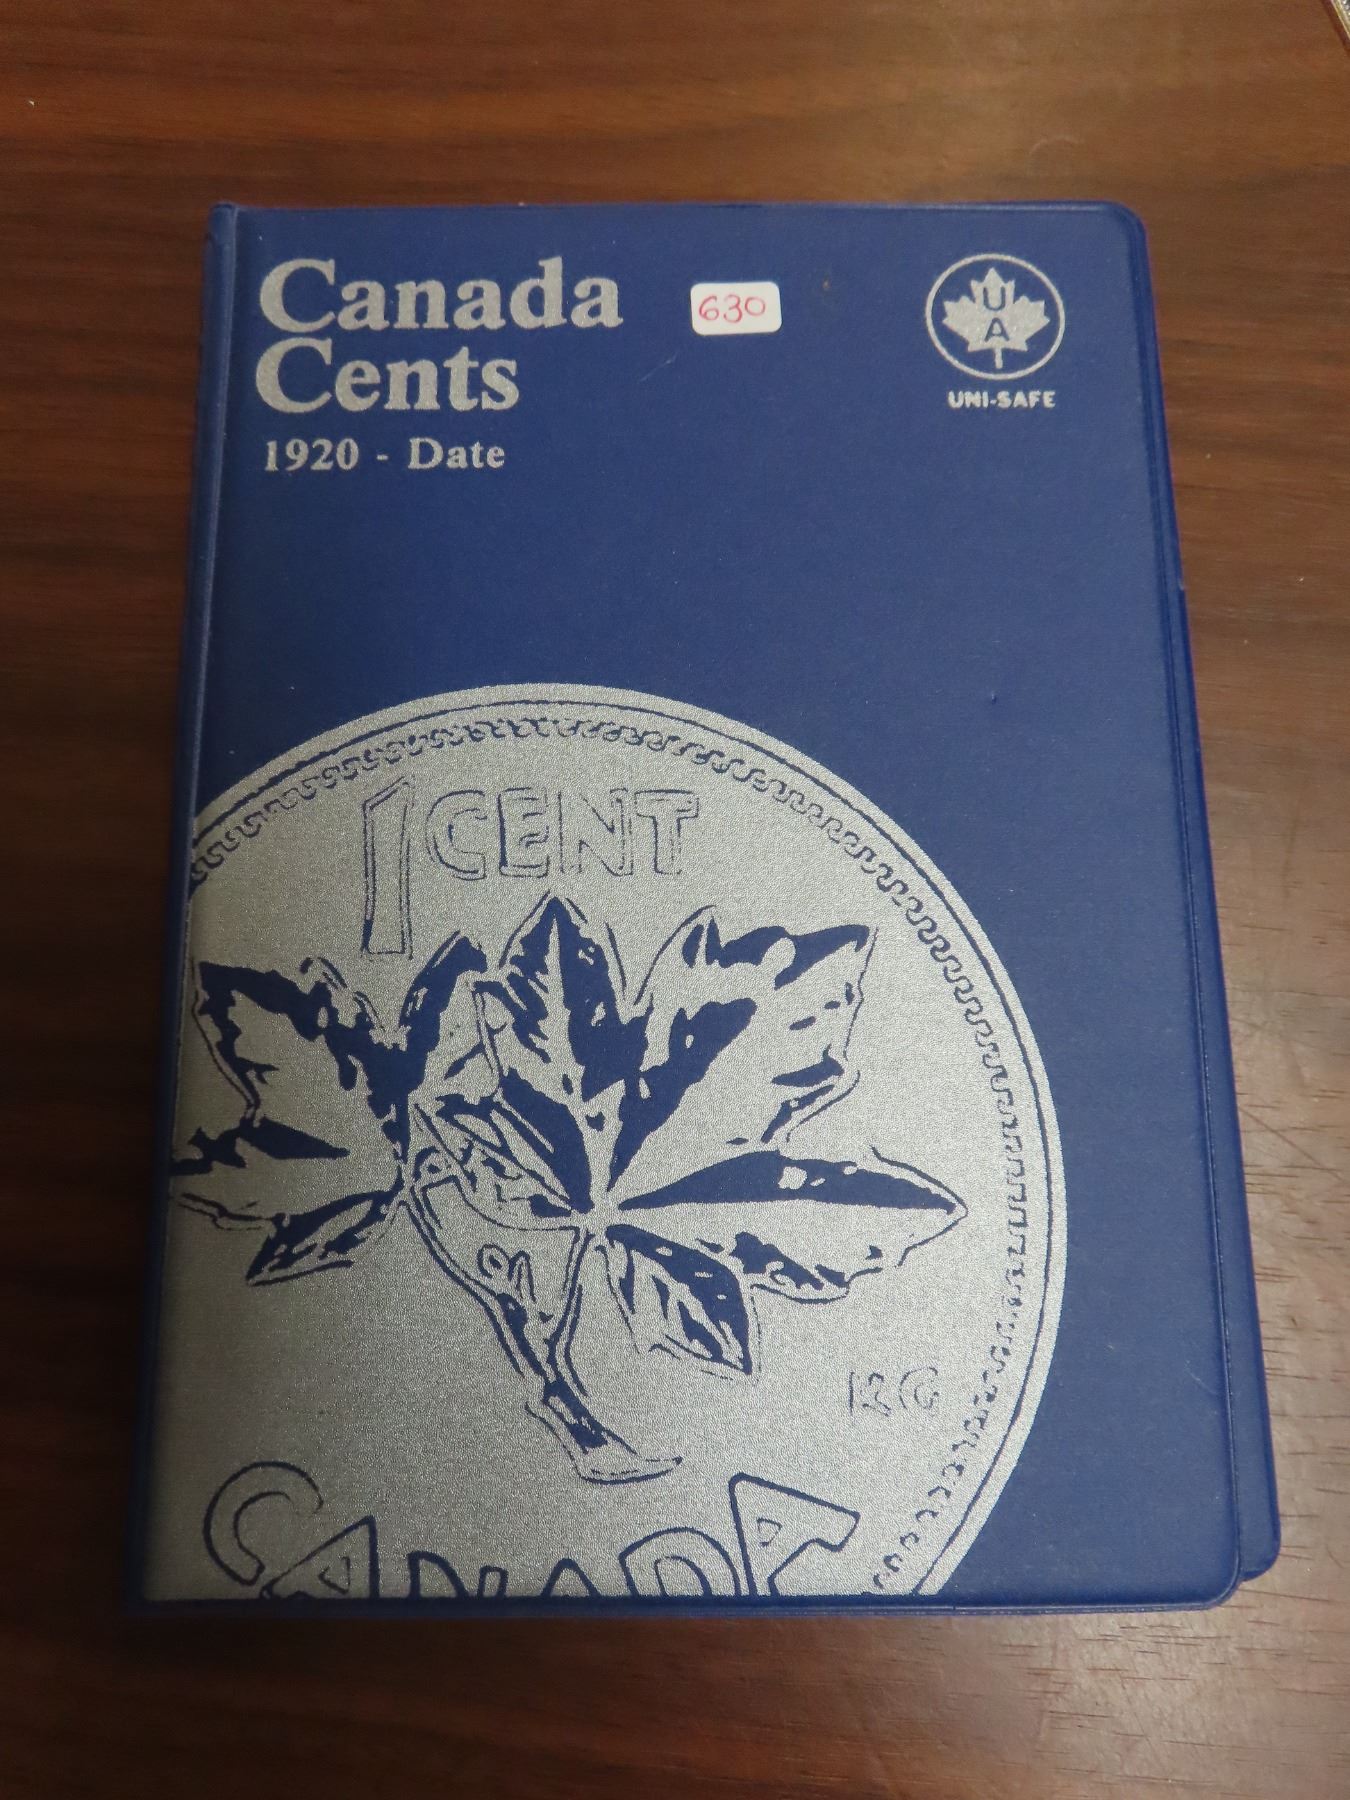 Canada
Cents
1920 - Date
630
U
A
UNI-SAFE
1 CENT
KG
CANADA